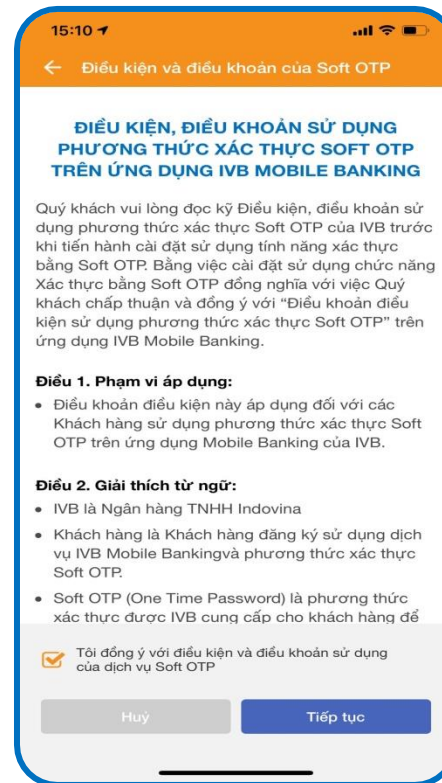 15:10
Điều kiện và điều khoản của Soft OTP
ĐIỀU KIỆN, ĐIỀU KHOẢN SỬ DỤNG
PHƯƠNG THỨC XÁC THỰC SOFT OTP
TRÊN ỨNG DỤNG IVB MOBILE BANKING
Quý khách vui lòng đọc kỹ Điều kiện, điều khoản sử
dụng phương thức xác thực Soft OTP của IVB trước
khi tiến hành cài đặt sử dụng tính năng xác thực
bằng Soft OTP. Bằng việc cài đặt sử dụng chức năng
Xác thực bằng Soft OTP đồng nghĩa với việc Quý
khách chấp thuận và đồng ý với “Điều khoản điều
kiện sử dụng phương thức xác thực Soft OTP” trên
ứng dụng IVB Mobile Banking.
Điều 1. Phạm vi áp dụng:
• Điều khoản điều kiện này áp dụng đối với các
Khách hàng sử dụng phương thức xác thực Soft
OTP trên ứng dụng Mobile Banking của IVB.
Điều 2. Giải thích từ ngữ:
• IVB là Ngân hàng TNHH Indovina
• Khách hàng là Khách hàng đăng ký sử dụng dịch
vụ IVB Mobile Bankingvà phương thức xác thực
Soft OTP.
• Soft OTP (One Time Password) là phương thức
xác thực được IVB cung cấp cho khách hàng để
Tôi đồng ý với điều kiện và điều khoản sử dụng
của dịch vụ Soft OTP
Huỷ
Tiếp tục